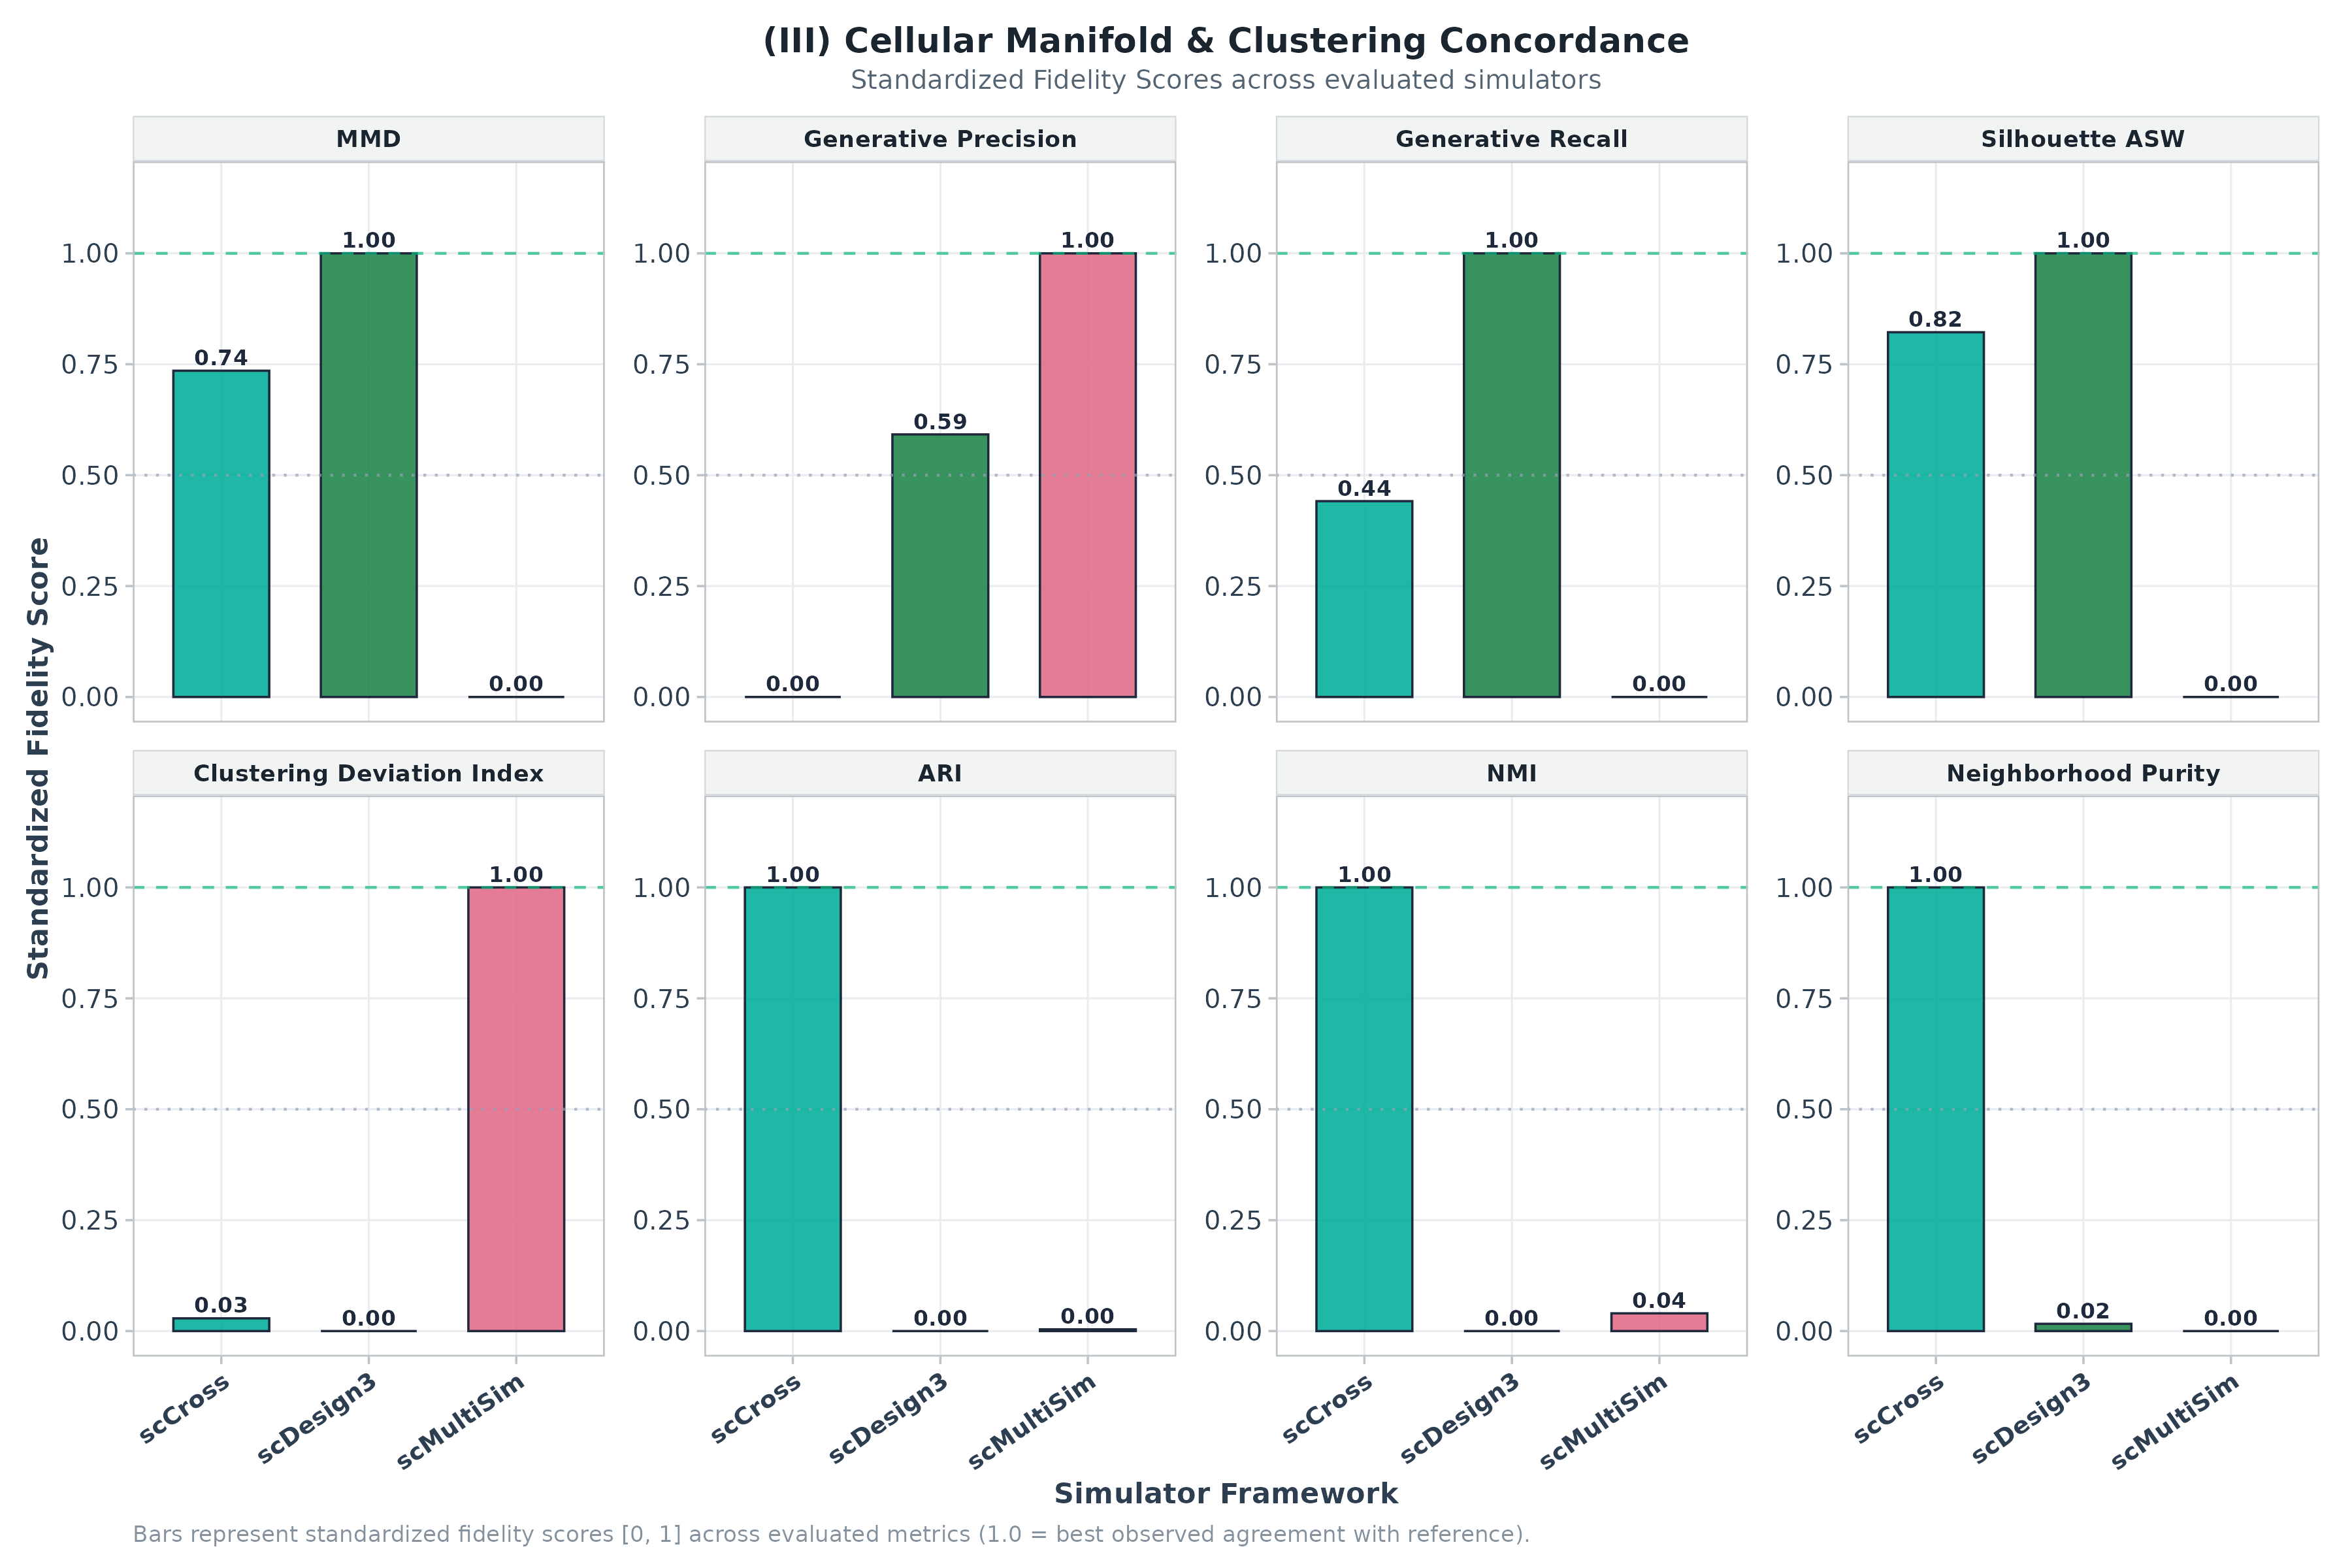 (III) Cellular Manifold & Clustering Concordance
Standardized Fidelity Scores across evaluated simulators
Standardized Fidelity Score
MMD
1.00
0.75
0.50
0.25
0.00
0.74
1.00
0.00
Generative Precision
1.00
0.75
0.50
0.25
0.00
0.00
0.59
1.00
Generative Recall
1.00
0.75
0.50
0.25
0.00
0.44
1.00
0.00
Silhouette ASW
1.00
0.75
0.50
0.25
0.00
0.82
1.00
0.00
Clustering Deviation Index
1.00
0.75
0.50
0.25
0.00
0.03
0.00
1.00
scCross
scDesign3
scMultiSim
ARI
1.00
0.75
0.50
0.25
0.00
1.00
0.00
0.00
scCross
scDesign3
scMultiSim
NMI
1.00
0.75
0.50
0.25
0.00
1.00
0.00
0.04
scCross
scDesign3
scMultiSim
Neighborhood Purity
1.00
0.75
0.50
0.25
0.00
1.00
0.02
0.00
scCross
scDesign3
scMultiSim
Simulator Framework
Bars represent standardized fidelity scores [0, 1] across evaluated metrics (1.0 = best observed agreement with reference).